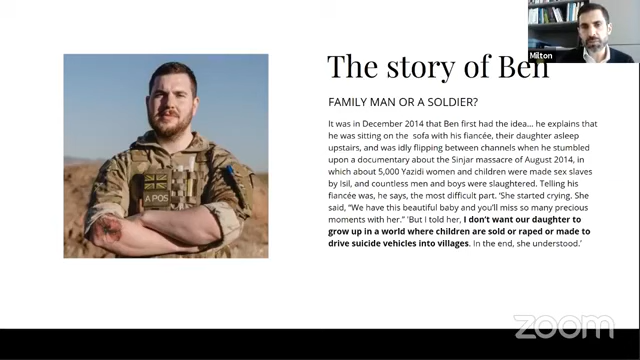 The story of Ben
Milton
FAMILY MAN OR A SOLDIER?
It was in December 2014 that Ben first had the idea... he explains that
he was sitting on the sofa with his fiancée, their daughter asleep
upstairs, and was idly flipping between channels when he stumbled
upon a documentary about the Sinjar massacre of August 2014, in
which about 5,000 Yazidi women and children were made sex slaves
by Isil, and countless men and boys were slaughtered. Telling his
fiancée was, he says, the most difficult part. 'She started crying. She
said, "We have this beautiful baby and you'll miss so many precious
moments with her." 'But I told her, I don't want our daughter to
grow up in a world where children are sold or raped or made to
drive suicide vehicles into villages. In the end, she understood.'
A POS
zoom